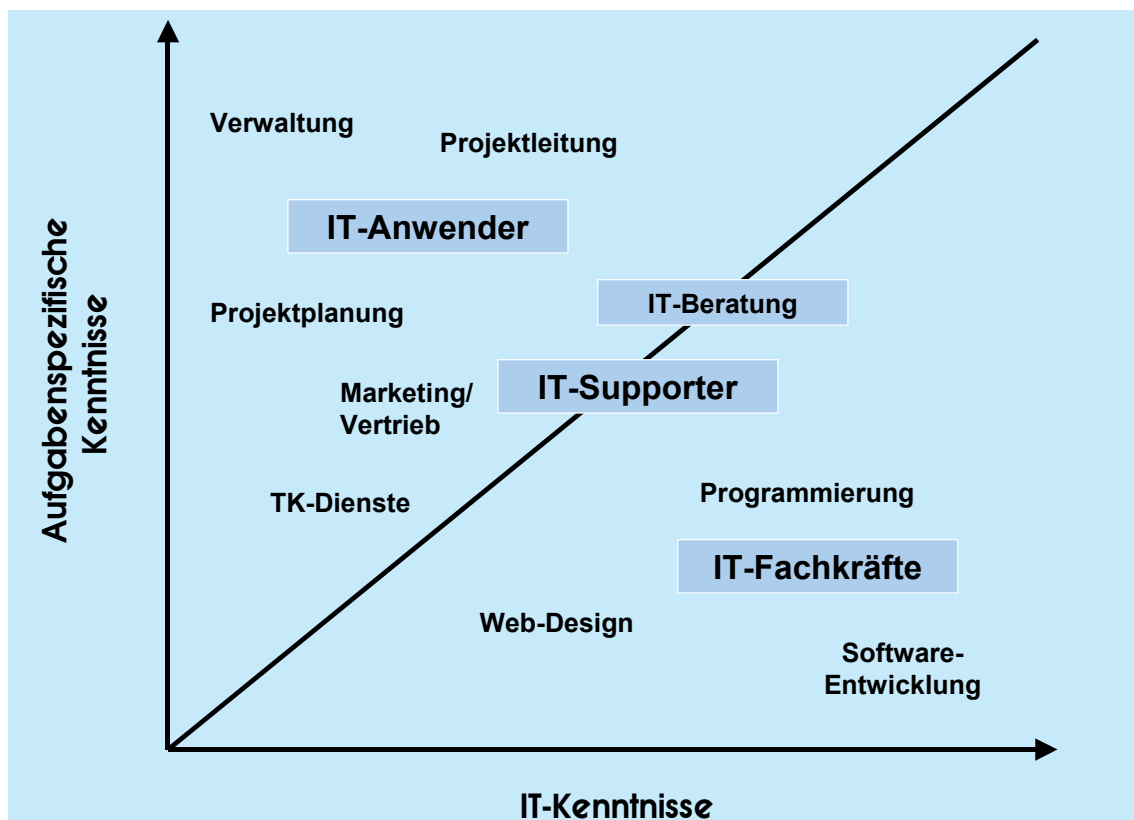 Verwaltung
Projektleitung
IT-Anwender
Aufgabenspezifische
Kenntnisse
Projektplanung
IT-Beratung
Marketing/
Vertrieb
IT-Supporter
TK-Dienste
Programmierung
IT-Fachkräfte
Web-Design
Software-
Entwicklung
IT-Kenntnisse